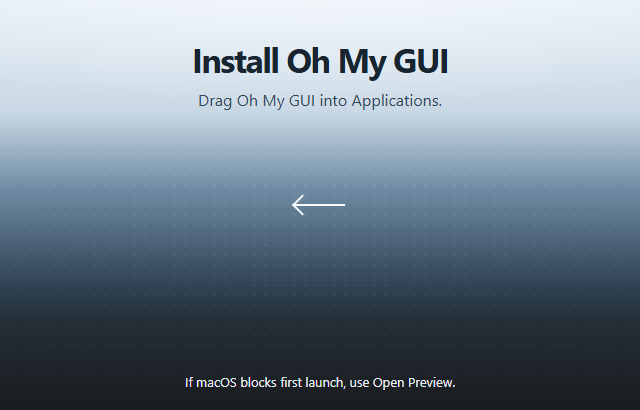 Install Oh My GUI
Drag Oh My GUI into Applications.
If macOS blocks first launch, use Open Preview.